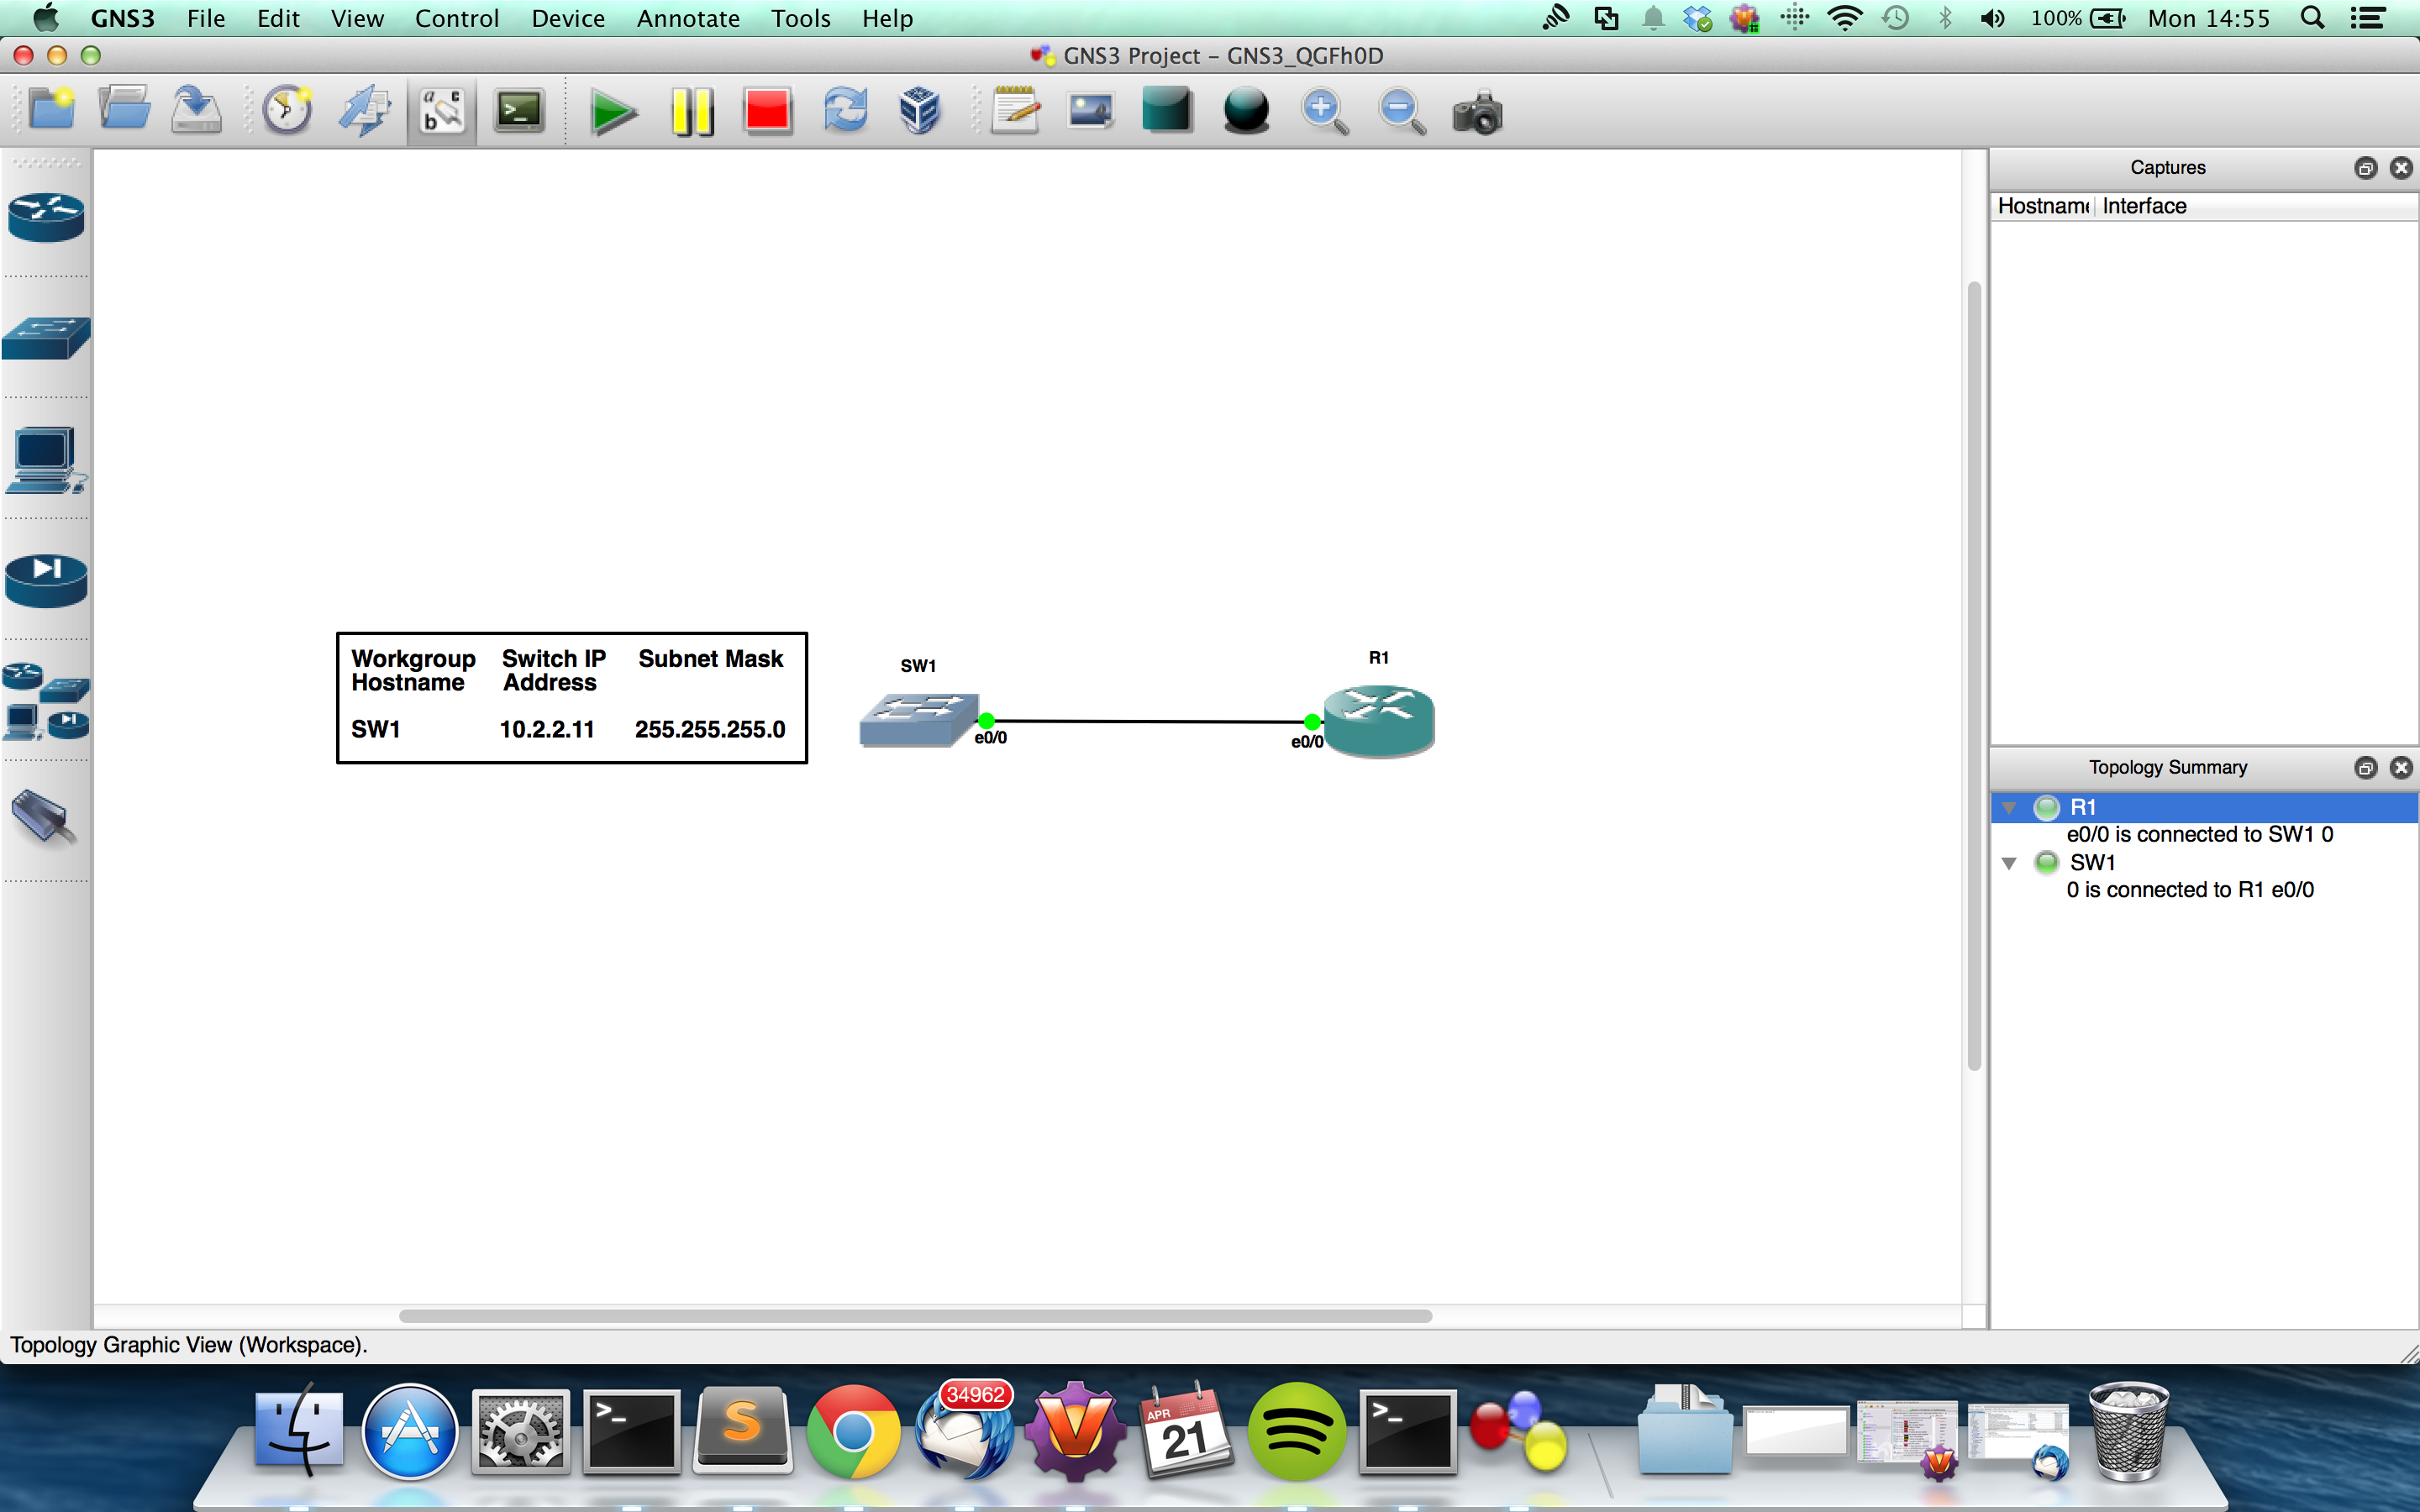 GNS3 File Edit View Control Device Annotate Tools Help 100% Mon 14:55
GNS3 Project – GNS3_QGFh0D
a c
b
>_
Captures
Hostname Interface
Workgroup Switch IP Subnet Mask
Hostname Address
SW1 10.2.2.11 255.255.255.0
SW1
e0/0
R1
e0/0
Topology Summary
R1
e0/0 is connected to SW1 0
SW1
0 is connected to R1 e0/0
Topology Graphic View (Workspace).
>_
S
34962
V
APR
21
>_